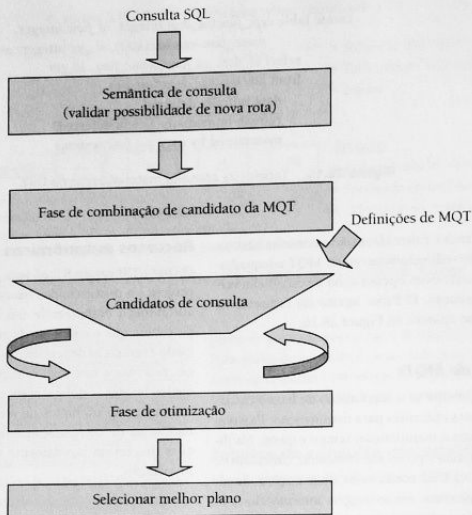 Consulta SQL
Semântica de consulta
(validar possibilidade de nova rota)
Fase de combinação de candidato da MQT
Definições de MQT
Candidatos de consulta
Fase de otimização
Selecionar melhor plano